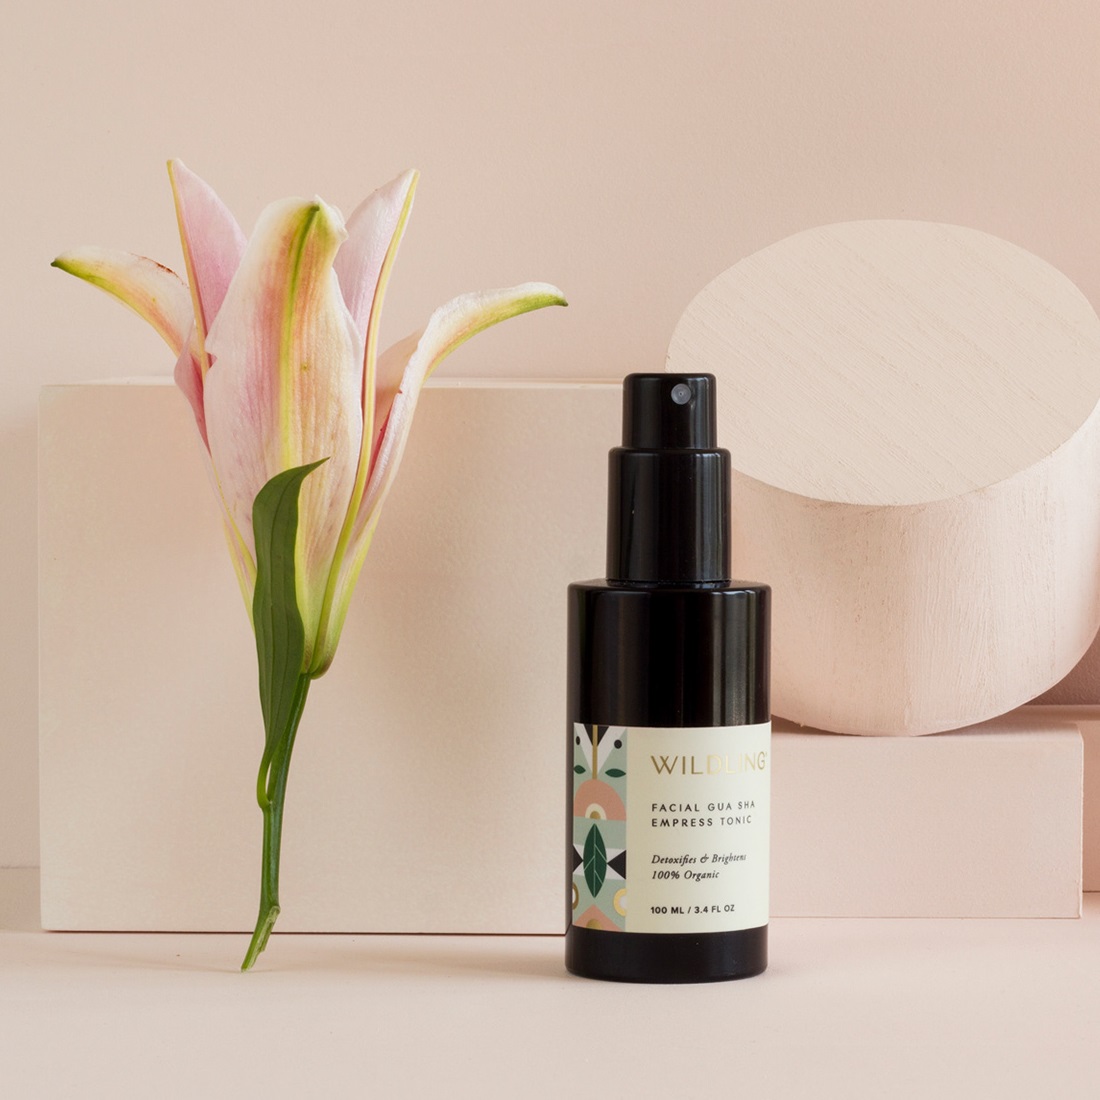 WILDLING
FACIAL GUA SHA
EMPRESS TONIC
Detoxifies & Brightens
100% Organic
100 ML / 3.4 FL OZ